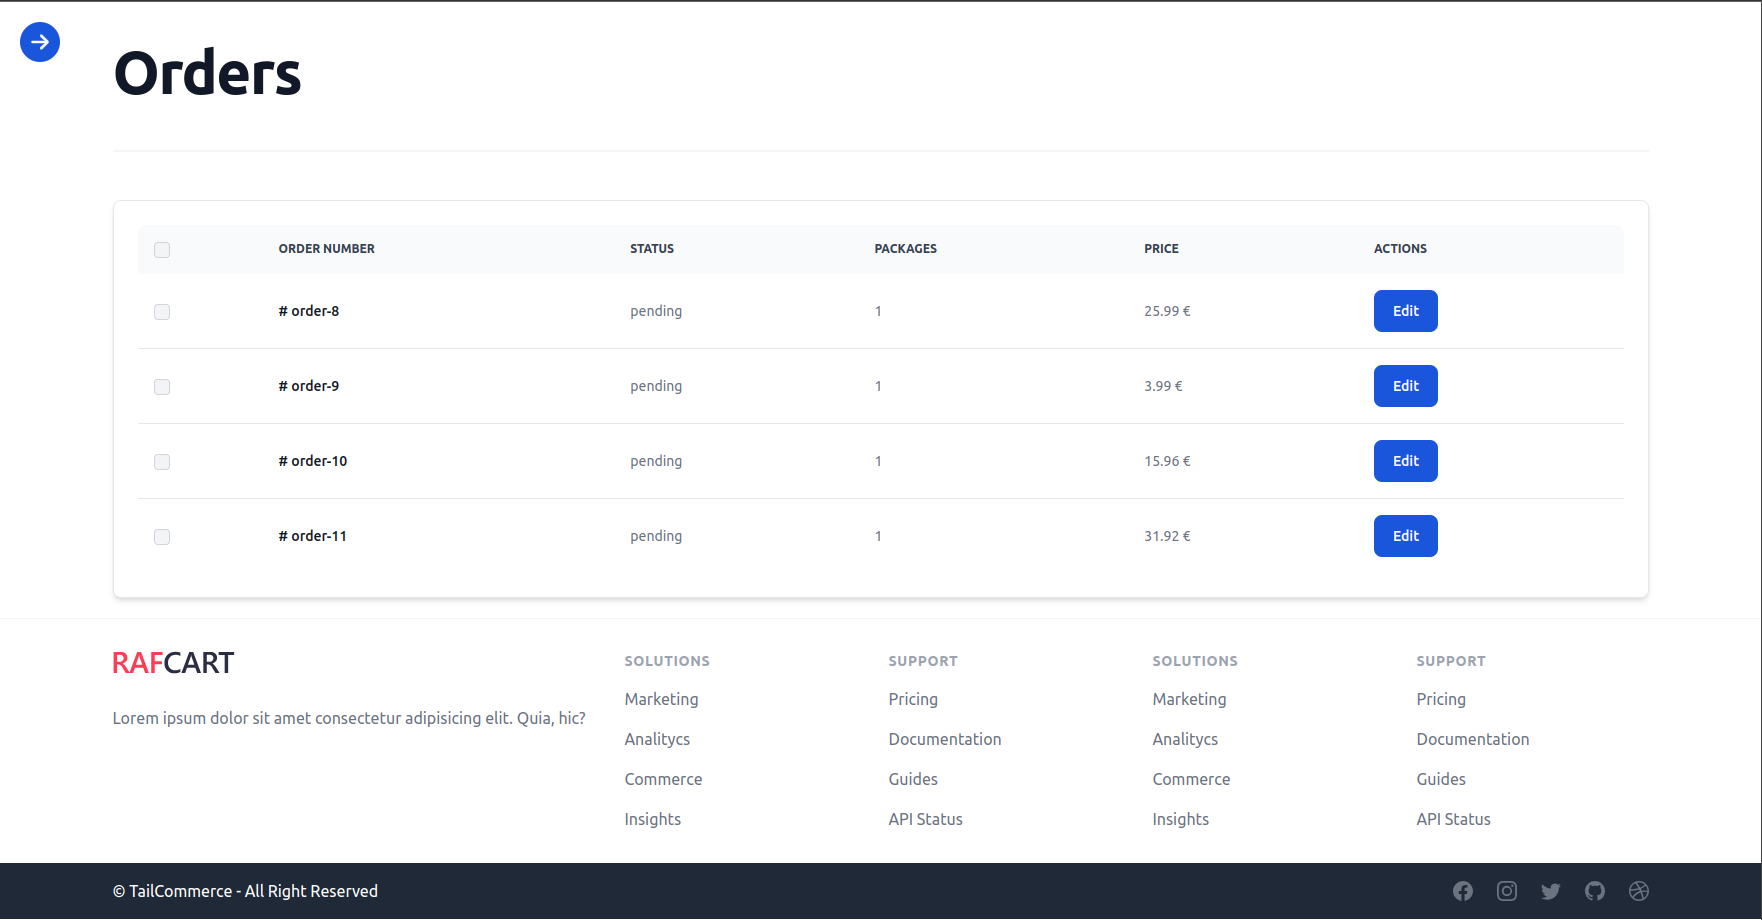 Orders
ORDER NUMBER STATUS PACKAGES PRICE ACTIONS
# order-8 pending 1 25.99 € Edit
# order-9 pending 1 3.99 € Edit
# order-10 pending 1 15.96 € Edit
# order-11 pending 1 31.92 € Edit
RAFCART
Lorem ipsum dolor sit amet consectetur adipisicing elit. Quia, hic?
SOLUTIONS
Marketing
Analitycs
Commerce
Insights
SUPPORT
Pricing
Documentation
Guides
API Status
SOLUTIONS
Marketing
Analitycs
Commerce
Insights
SUPPORT
Pricing
Documentation
Guides
API Status
© TailCommerce - All Right Reserved